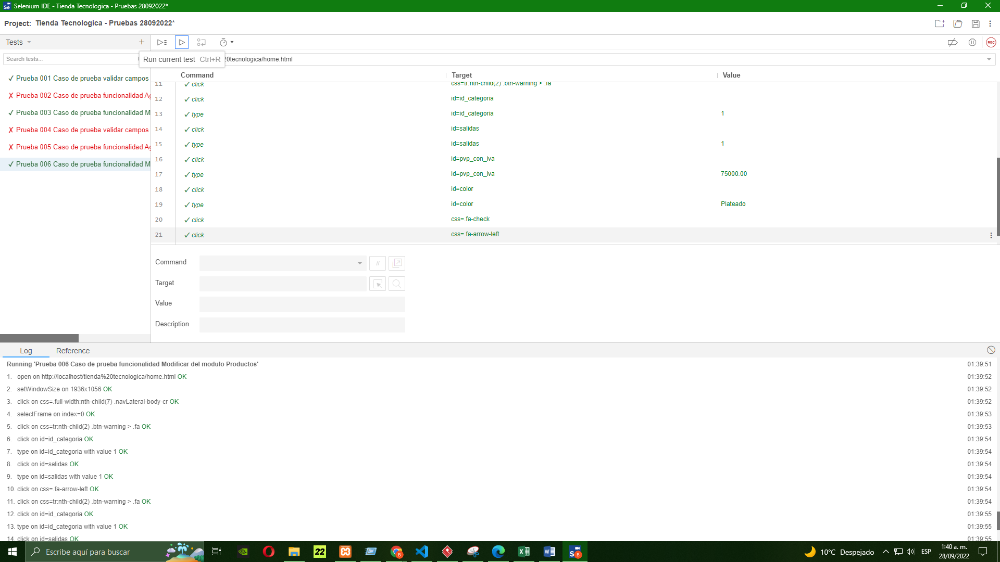 Selenium IDE - Tienda Tecnologica - Pruebas 28092022*
Project: Tienda Tecnologica - Pruebas 28092022*
Tests
REC
Search tests...
Run current test Ctrl+R
20tecnologica/home.html
Command Target Value
✓ Prueba 001 Caso de prueba validar campos
✗ Prueba 002 Caso de prueba funcionalidad Ag
✓ Prueba 003 Caso de prueba funcionalidad M
✗ Prueba 004 Caso de prueba validar campos
✗ Prueba 005 Caso de prueba funcionalidad Ag
✓ Prueba 006 Caso de prueba funcionalidad M
11 ✓ click css=tr:nth-child(2) .btn-warning > .fa
12 ✓ click id=id_categoria
13 ✓ type id=id_categoria 1
14 ✓ click id=salidas
15 ✓ type id=salidas 1
16 ✓ click id=pvp_con_iva
17 ✓ type id=pvp_con_iva 75000.00
18 ✓ click id=color
19 ✓ type id=color Plateado
20 ✓ click css=.fa-check
21 ✓ click css=.fa-arrow-left
Command //
Target
Value
Description
Log Reference
Running 'Prueba 006 Caso de prueba funcionalidad Modificar del modulo Productos' 01:39:51
1. open on http://localhost/tienda%20tecnologica/home.html OK 01:39:52
2. setWindowSize on 1936x1056 OK 01:39:52
3. click on css=.full-width:nth-child(7) .navLateral-body-cr OK 01:39:52
4. selectFrame on index=0 OK 01:39:53
5. click on css=tr:nth-child(2) .btn-warning > .fa OK 01:39:53
6. click on id=id_categoria OK 01:39:54
7. type on id=id_categoria with value 1 OK 01:39:54
8. click on id=salidas OK 01:39:54
9. type on id=salidas with value 1 OK 01:39:54
10. click on css=.fa-arrow-left OK 01:39:54
11. click on css=tr:nth-child(2) .btn-warning > .fa OK 01:39:54
12. click on id=id_categoria OK 01:39:55
13. type on id=id_categoria with value 1 OK 01:39:55
14. click on id=salidas OK 01:39:55
Escribe aquí para buscar
22
10°C Despejado
ESP
1:40 a. m.
28/09/2022